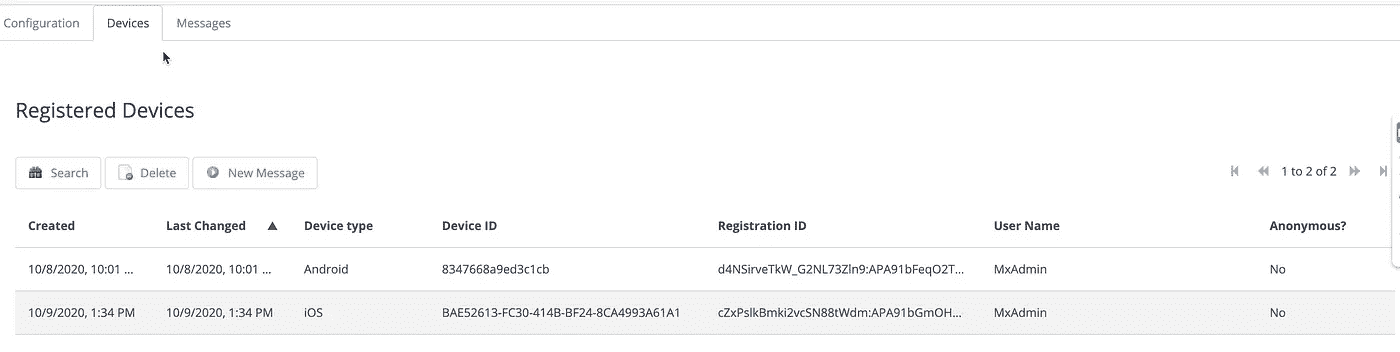 Configuration Devices Messages
Registered Devices
Search Delete New Message 1 to 2 of 2
Created Last Changed Device type Device ID Registration ID User Name Anonymous?
10/8/2020, 10:01 ... 10/8/2020, 10:01 ... Android 8347668a9ed3c1cb d4NSirveTkW_G2NL73Zln9:APA91bFeqO2T... MxAdmin No
10/9/2020, 1:34 PM 10/9/2020, 1:34 PM iOS BAE52613-FC30-414B-BF24-8CA4993A61A1 cZxPslkBmki2vcSN88tWdm:APA91bGmOH... MxAdmin No